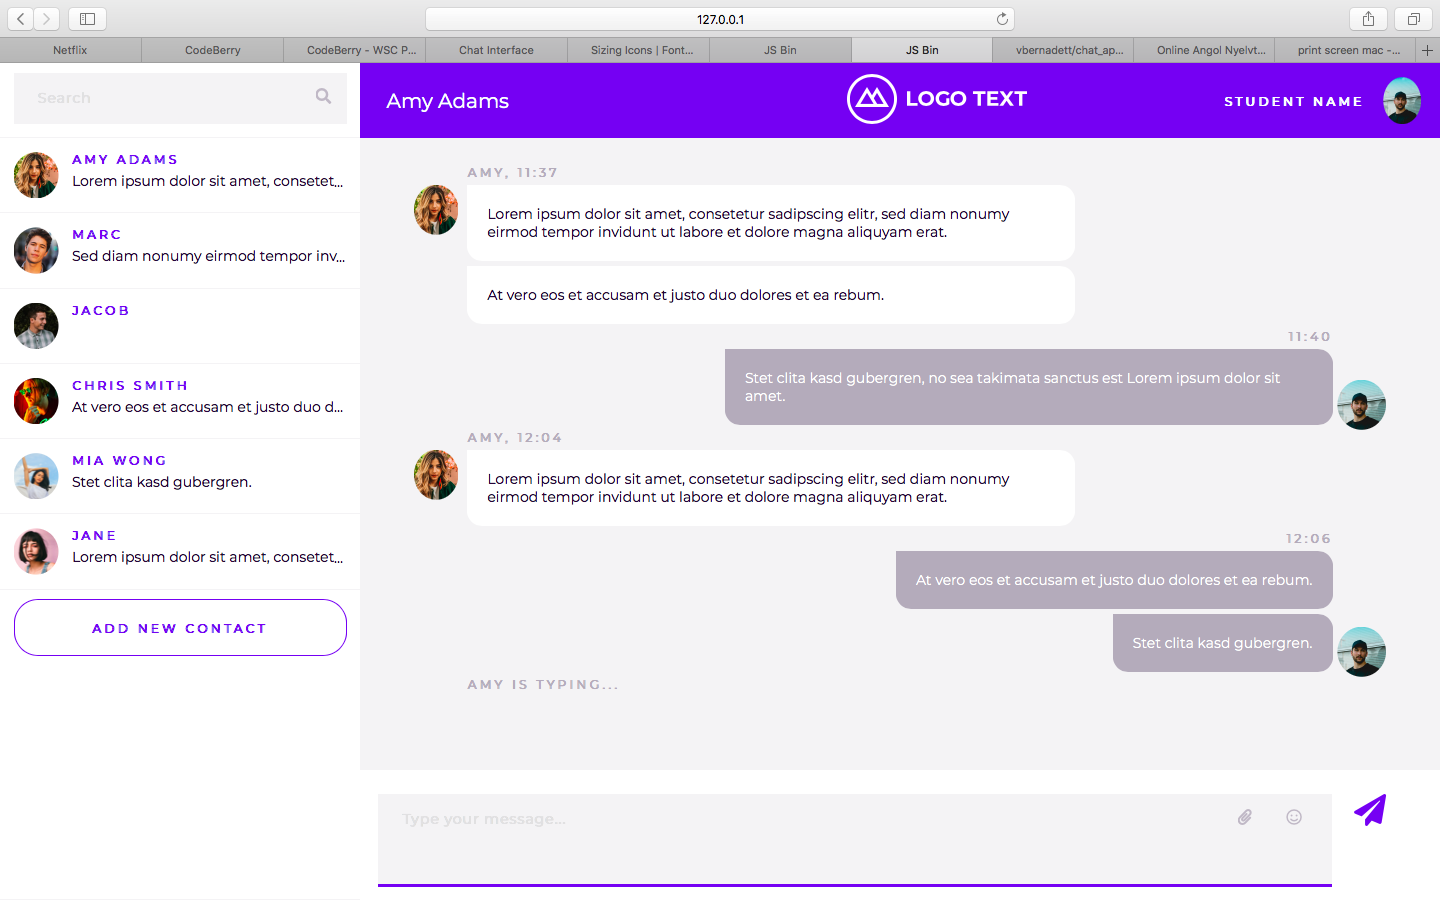 127.0.0.1
Netflix
CodeBerry
CodeBerry - WSC P...
Chat Interface
Sizing Icons | Font...
JS Bin
JS Bin
vbernadett/chat_ap...
Online Angol Nyelvt...
print screen mac -...
Search
AMY ADAMS
Lorem ipsum dolor sit amet, consetet...
MARC
Sed diam nonumy eirmod tempor inv...
JACOB
CHRIS SMITH
At vero eos et accusam et justo duo d...
MIA WONG
Stet clita kasd gubergren.
JANE
Lorem ipsum dolor sit amet, consetet...
ADD NEW CONTACT
Amy Adams
LOGO TEXT
STUDENT NAME
AMY, 11:37
Lorem ipsum dolor sit amet, consetetur sadipscing elitr, sed diam nonumy
eirmod tempor invidunt ut labore et dolore magna aliquyam erat.
At vero eos et accusam et justo duo dolores et ea rebum.
11:40
Stet clita kasd gubergren, no sea takimata sanctus est Lorem ipsum dolor sit
amet.
AMY, 12:04
Lorem ipsum dolor sit amet, consetetur sadipscing elitr, sed diam nonumy
eirmod tempor invidunt ut labore et dolore magna aliquyam erat.
12:06
At vero eos et accusam et justo duo dolores et ea rebum.
Stet clita kasd gubergren.
AMY IS TYPING...
Type your message...